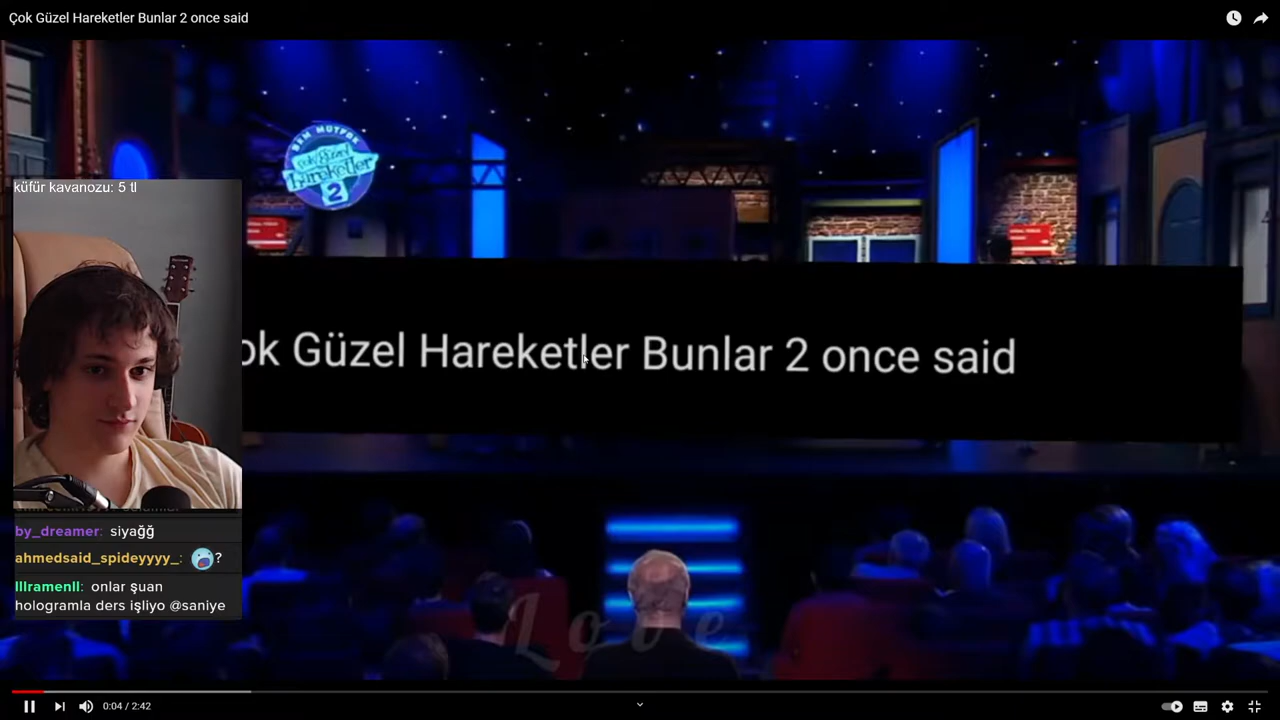 Çok Güzel Hareketler Bunlar 2 once said
BKM MUTFAK
çok güzel
hareketler
2
küfür kavanozu: 5 tl
ok Güzel Hareketler Bunlar 2 once said
by_dreamer: siyağğ
ahmedsaid_spideyyyy_: ?
lllramenll: onlar şuan
hologramla ders işliyo @saniye
Love
0:04 / 2:42